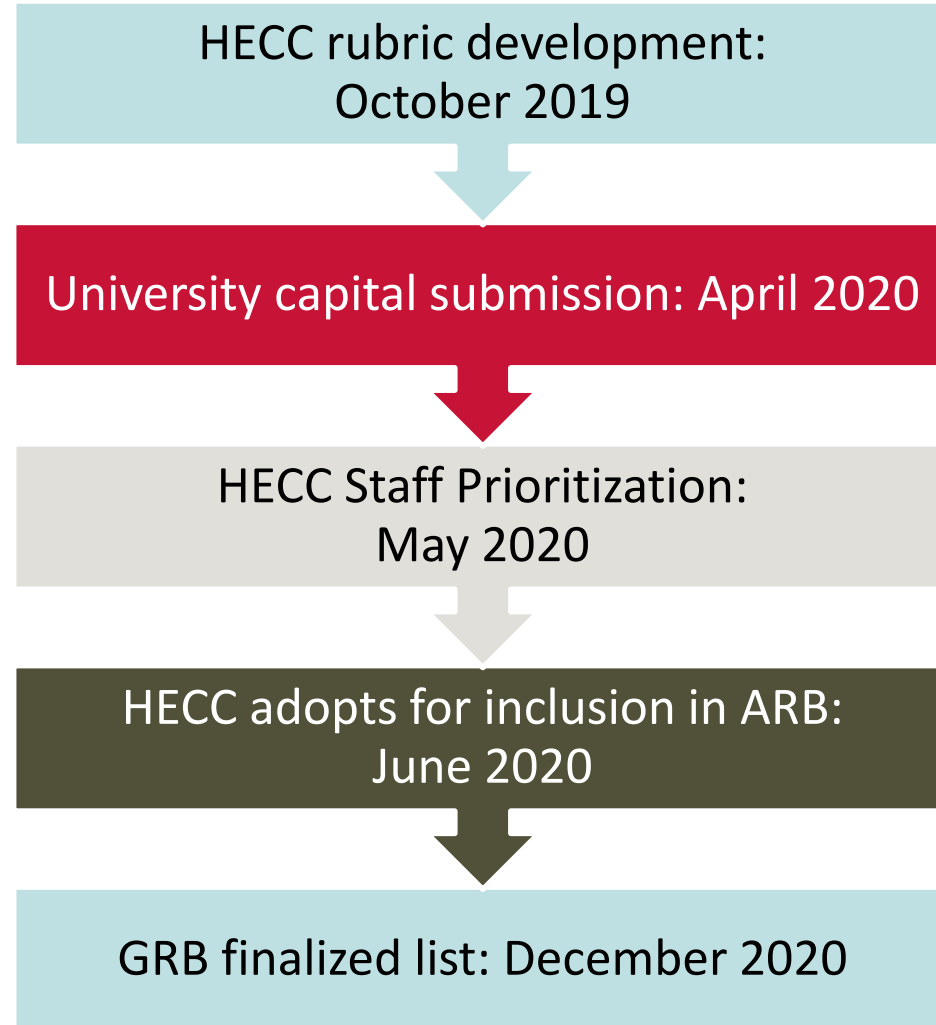 HECC rubric development:
October 2019
University capital submission: April 2020
HECC Staff Prioritization:
May 2020
HECC adopts for inclusion in ARB:
June 2020
GRB finalized list: December 2020